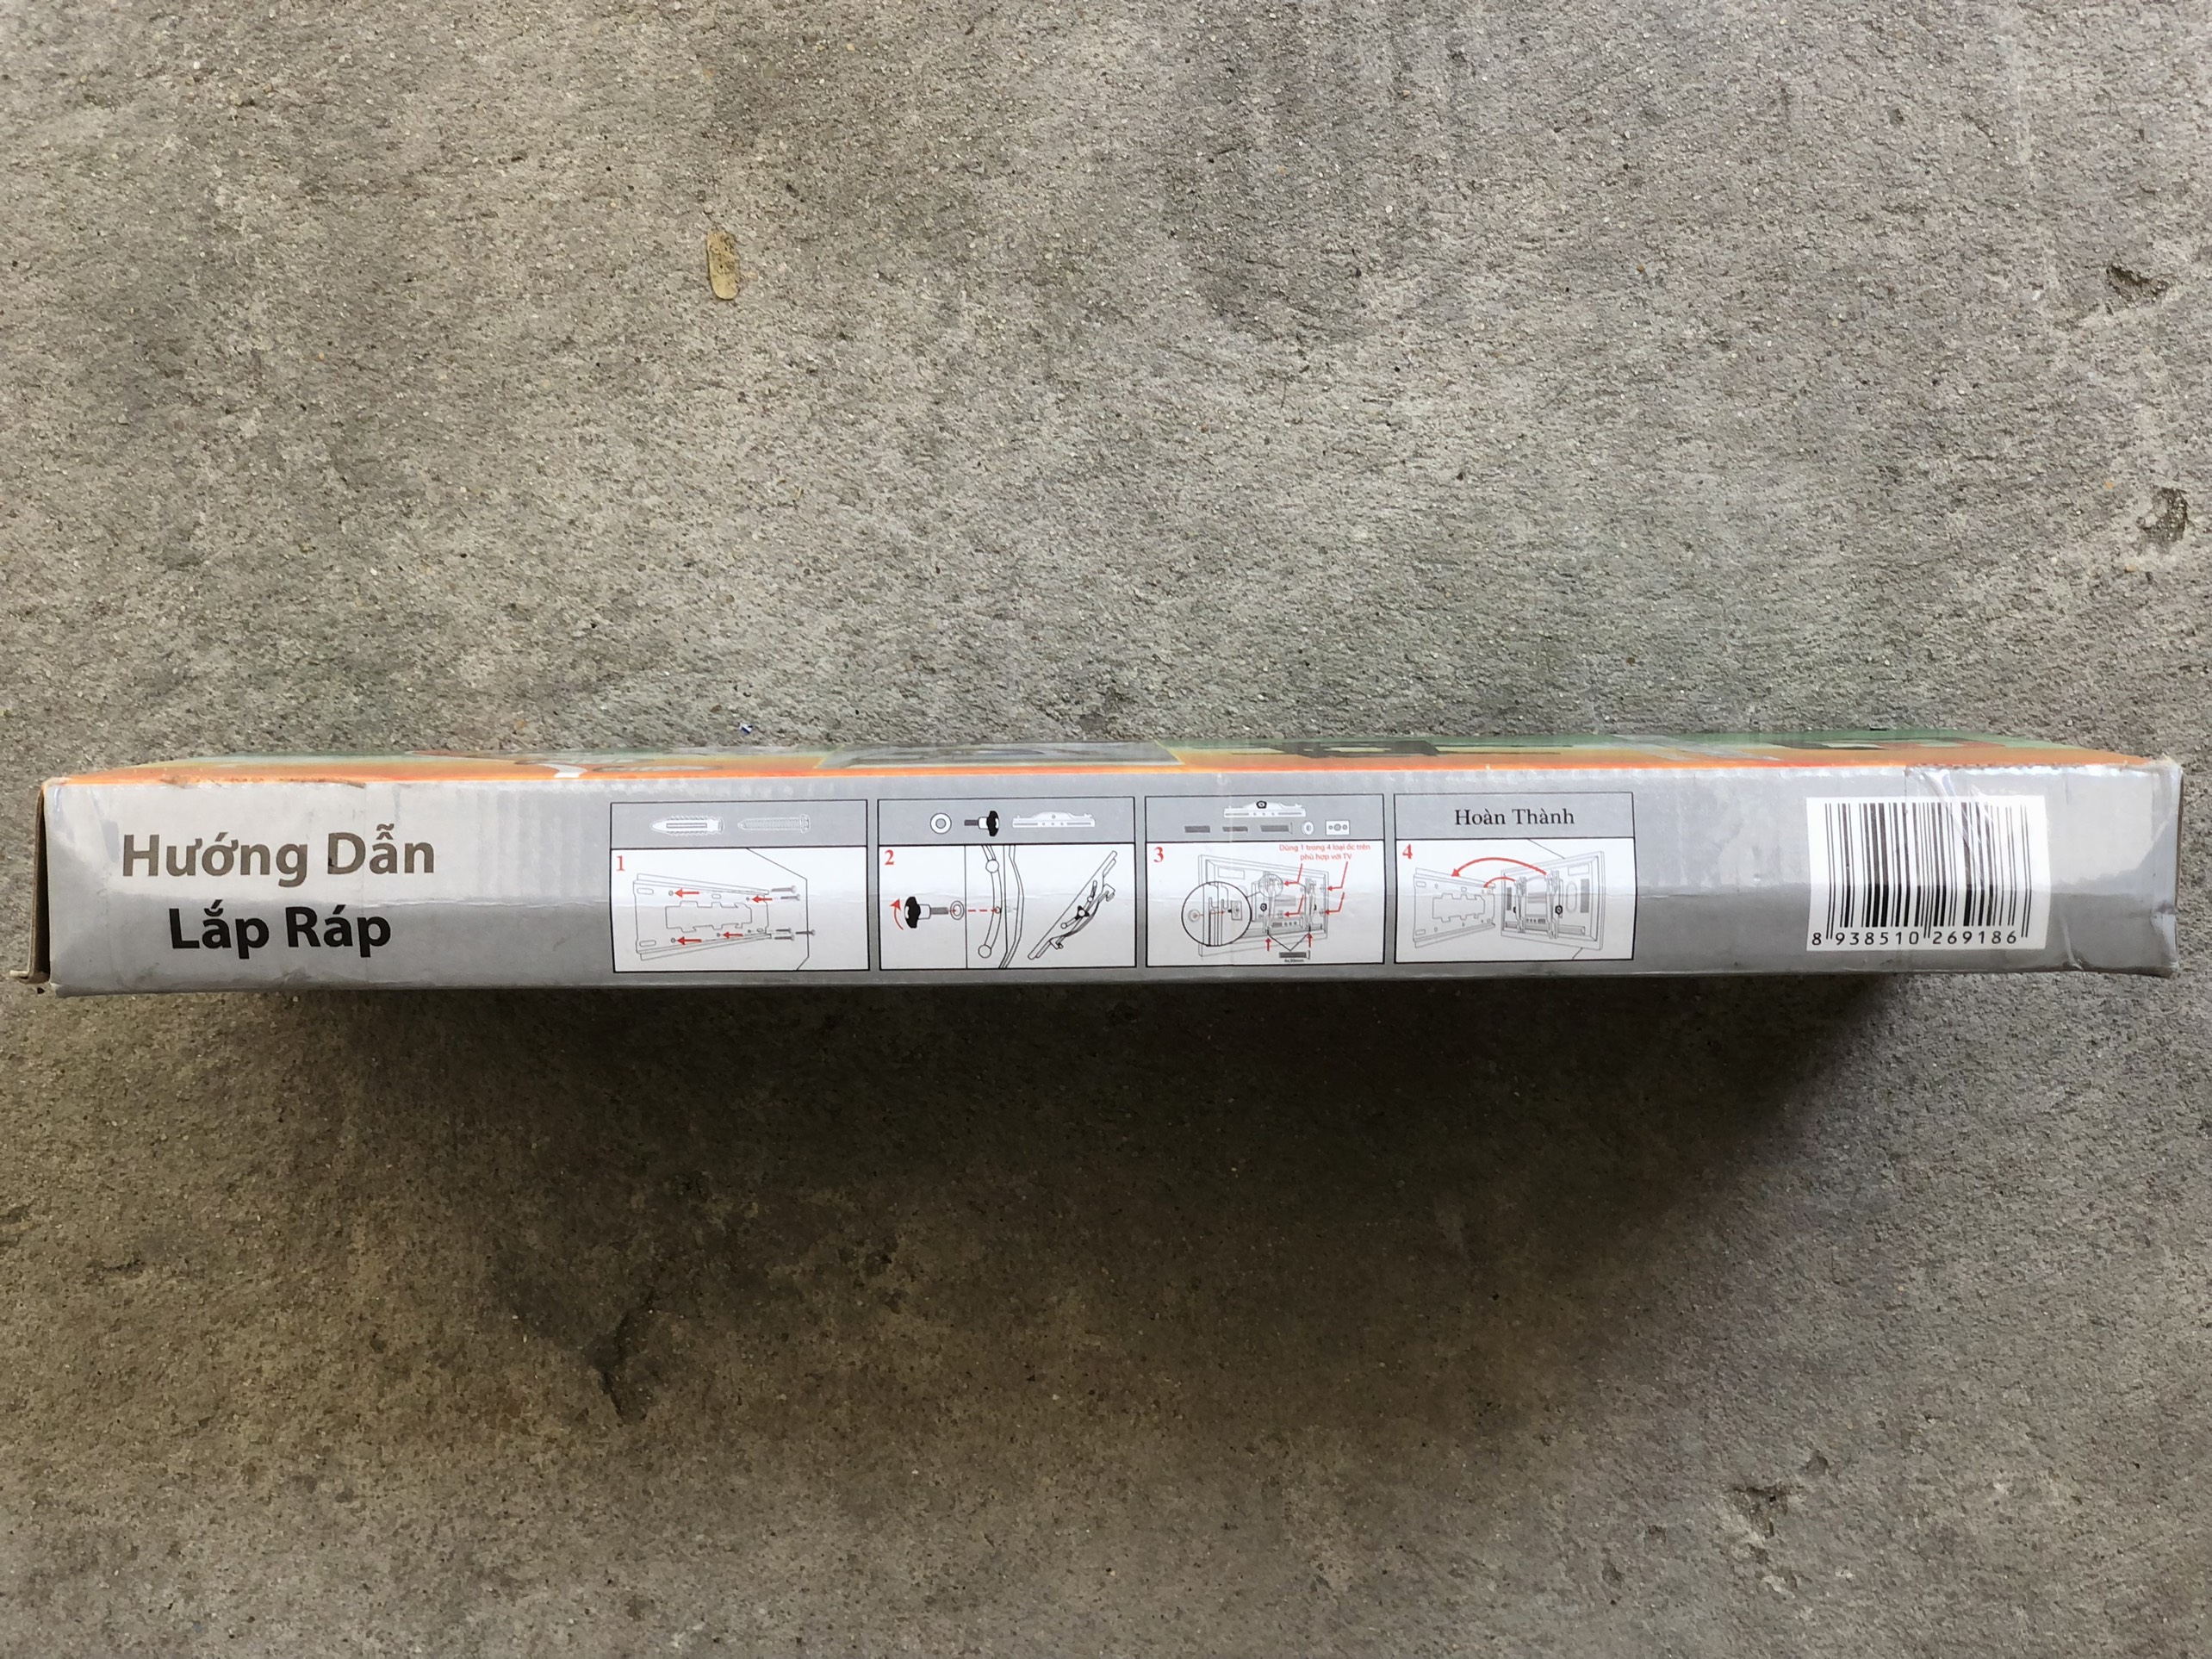 Hướng Dẫn
Lắp Ráp
1
2
3
Dùng 1 trong 4 loại ốc trên
phù hợp với TV
Hoàn Thành
4
8 938510 269186